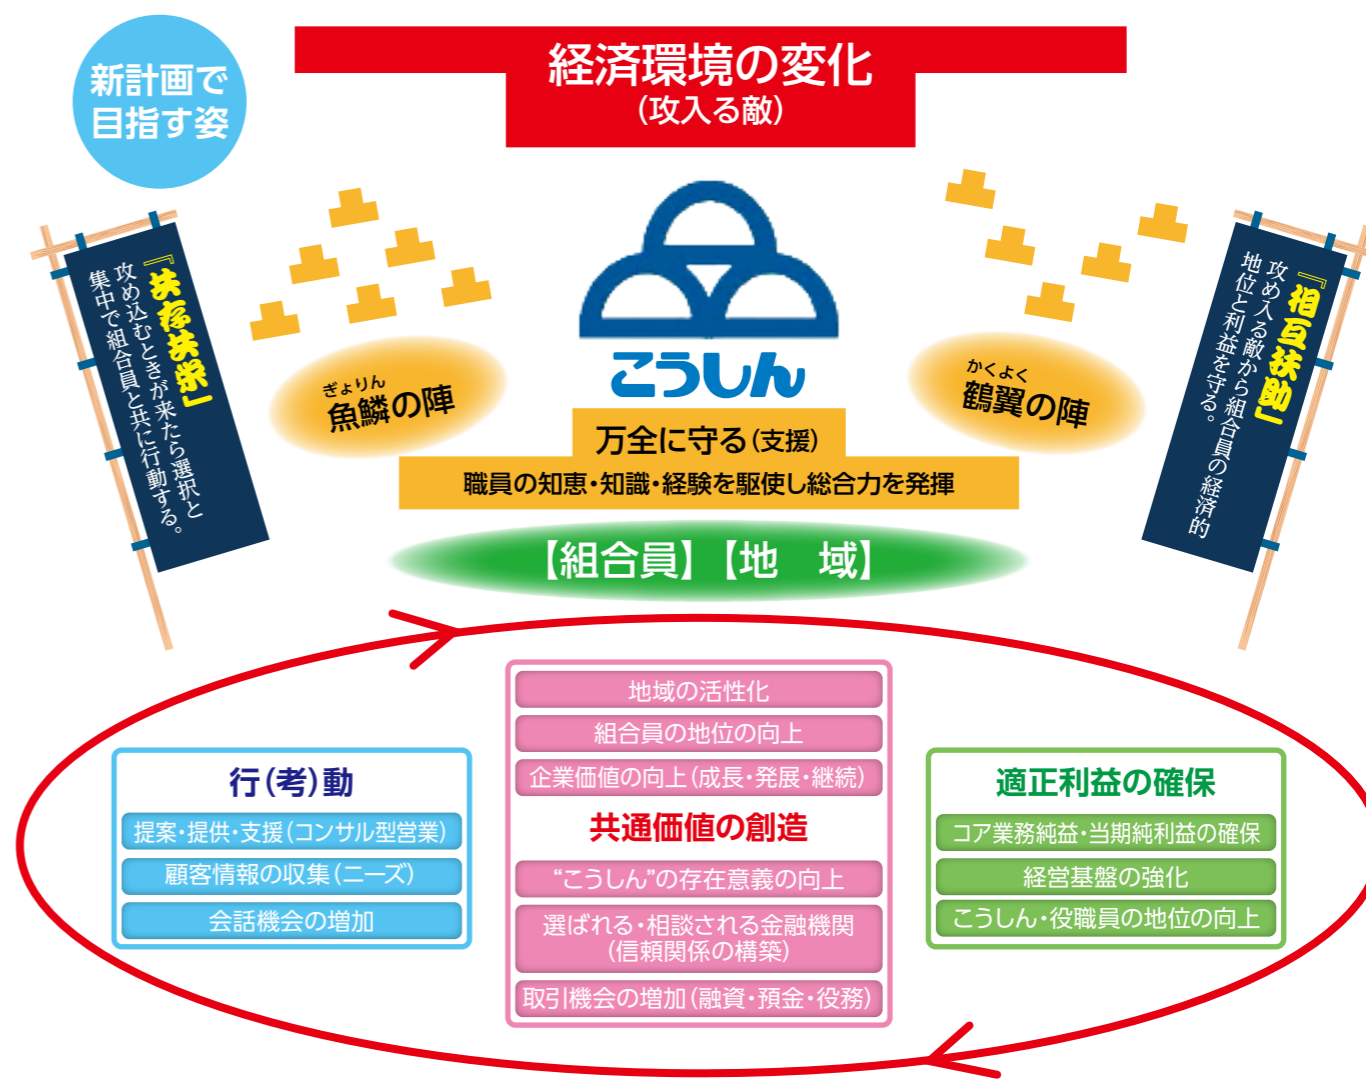 新計画で
目指す姿
経済環境の変化
（攻入る敵）
『共存共栄』
攻め込むときが来たら選択と
集中で組合員と共に行動する。
ぎょりん
魚鱗の陣
こうしん
かくよく
鶴翼の陣
『相互扶助』
攻め入る敵から組合員の経済的
地位と利益を守る。
万全に守る（支援）
職員の知恵・知識・経験を駆使し総合力を発揮
【組合員】【地　域】
行（考）動
提案・提供・支援（コンサル型営業）
顧客情報の収集（ニーズ）
会話機会の増加
地域の活性化
組合員の地位の向上
企業価値の向上（成長・発展・継続）
共通価値の創造
“こうしん”の存在意義の向上
選ばれる・相談される金融機関
（信頼関係の構築）
取引機会の増加（融資・預金・役務）
適正利益の確保
コア業務純益・当期純利益の確保
経営基盤の強化
こうしん・役職員の地位の向上